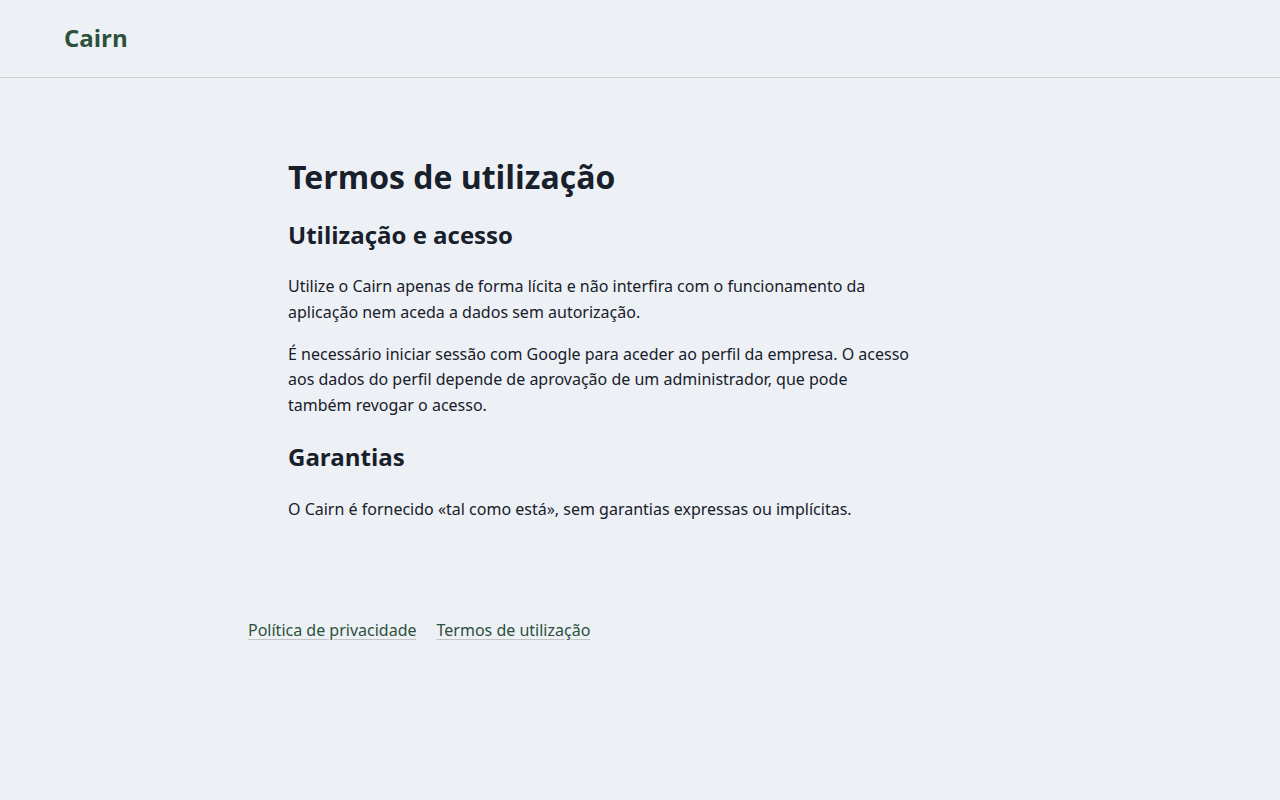 Cairn
Termos de utilização
Utilização e acesso
Utilize o Cairn apenas de forma lícita e não interfira com o funcionamento da
aplicação nem aceda a dados sem autorização.
É necessário iniciar sessão com Google para aceder ao perfil da empresa. O acesso
aos dados do perfil depende de aprovação de um administrador, que pode
também revogar o acesso.
Garantias
O Cairn é fornecido «tal como está», sem garantias expressas ou implícitas.
Política de privacidade Termos de utilização